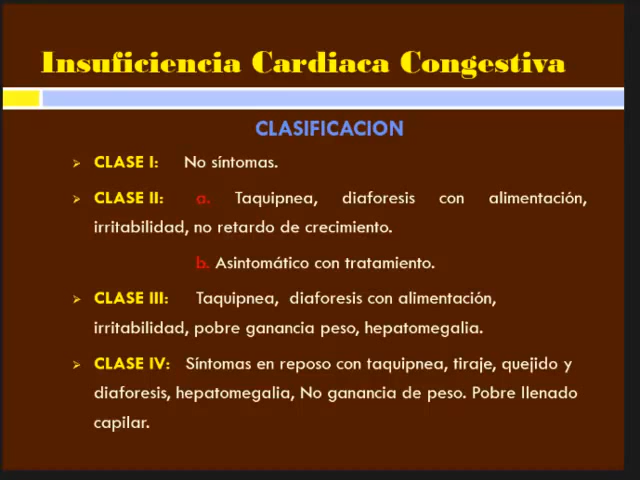 Insuficiencia Cardiaca Congestiva
CLASIFICACION
➢ CLASE I: No síntomas.
➢ CLASE II: a. Taquipnea, diaforesis con alimentación,
irritabilidad, no retardo de crecimiento.
b. Asintomático con tratamiento.
➢ CLASE III: Taquipnea, diaforesis con alimentación,
irritabilidad, pobre ganancia peso, hepatomegalia.
➢ CLASE IV: Síntomas en reposo con taquipnea, tiraje, quejido y
diaforesis, hepatomegalia, No ganancia de peso. Pobre llenado
capilar.